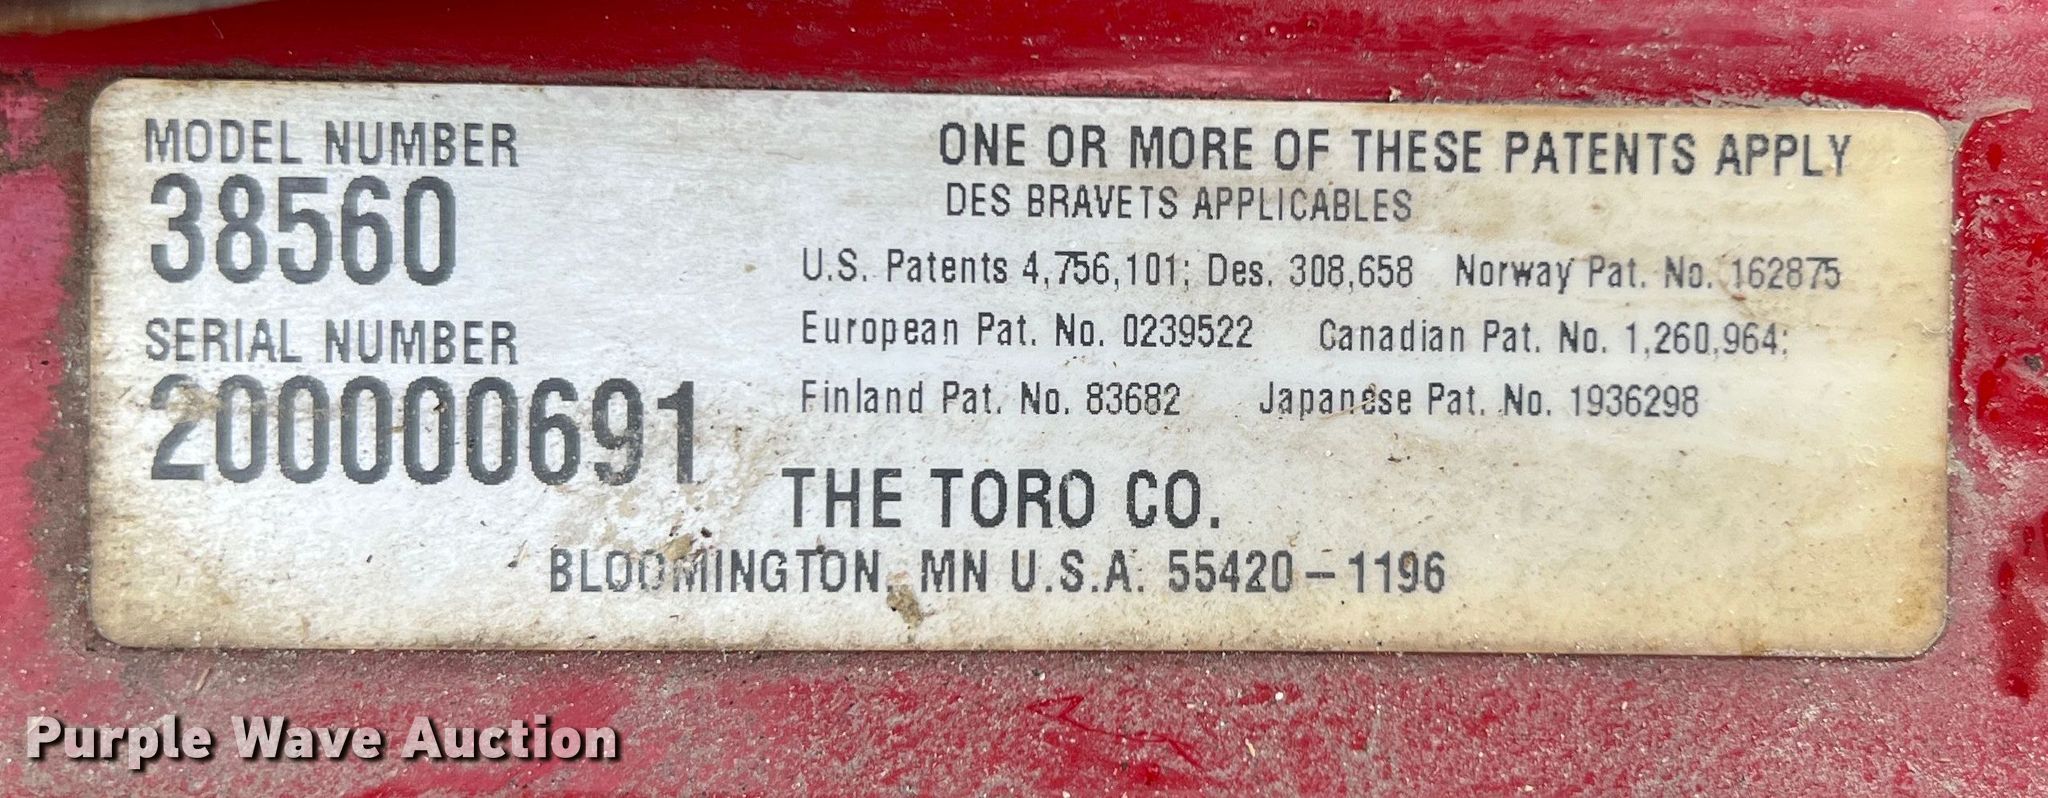 MODEL NUMBER
38560
SERIAL NUMBER
200000691
ONE OR MORE OF THESE PATENTS APPLY
DES BRAVETS APPLICABLES
U.S. Patents 4,756,101; Des. 308,658 Norway Pat. No. 162875
European Pat. No. 0239522 Canadian Pat. No. 1,260,964;
Finland Pat. No. 83682 Japanese Pat. No. 1936298
THE TORO CO.
BLOOMINGTON, MN U.S.A. 55420-1196
Purple Wave Auction